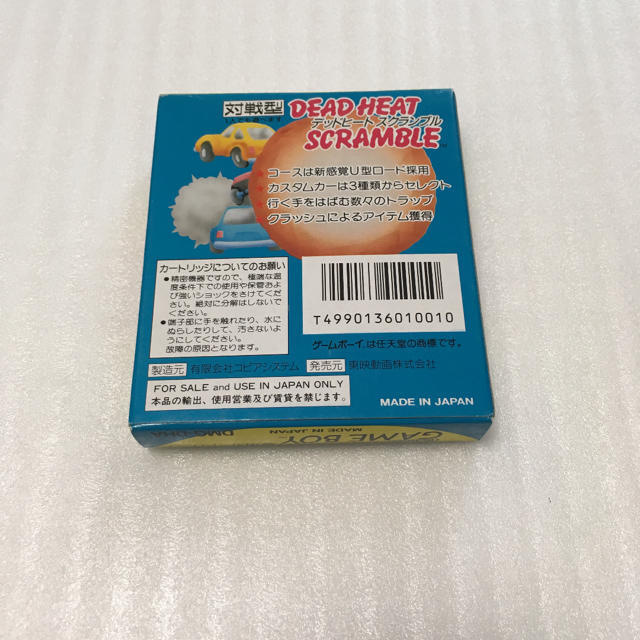 対戦型
DEAD HEAT
デッドヒート スクランブル
SCRAMBLE
TM
コースは新感覚U型ロード採用
カスタムカーは3種類からセレクト
行く手をはばむ数々のトラップ
クラッシュによるアイテム獲得
カートリッジについてのお願い
●精密機器ですので、極端な温
度条件下での使用や保管およ
び強いショックをさけてくだ
さい。絶対に分解はしないで
ください。
●端子部に手を触れたり、水に
ぬらしたりして、汚さないよ
うにしてください。
故障の原因となります。
T4990136010010
ゲームボーイは任天堂の商標です。
製造元 有限会社コピアシステム 発売元 東映動画株式会社
FOR SALE and USE IN JAPAN ONLY
本品の輸出、使用営業及び賃貸を禁じます。
MADE IN JAPAN
GAME BOY
MADE IN JAPAN